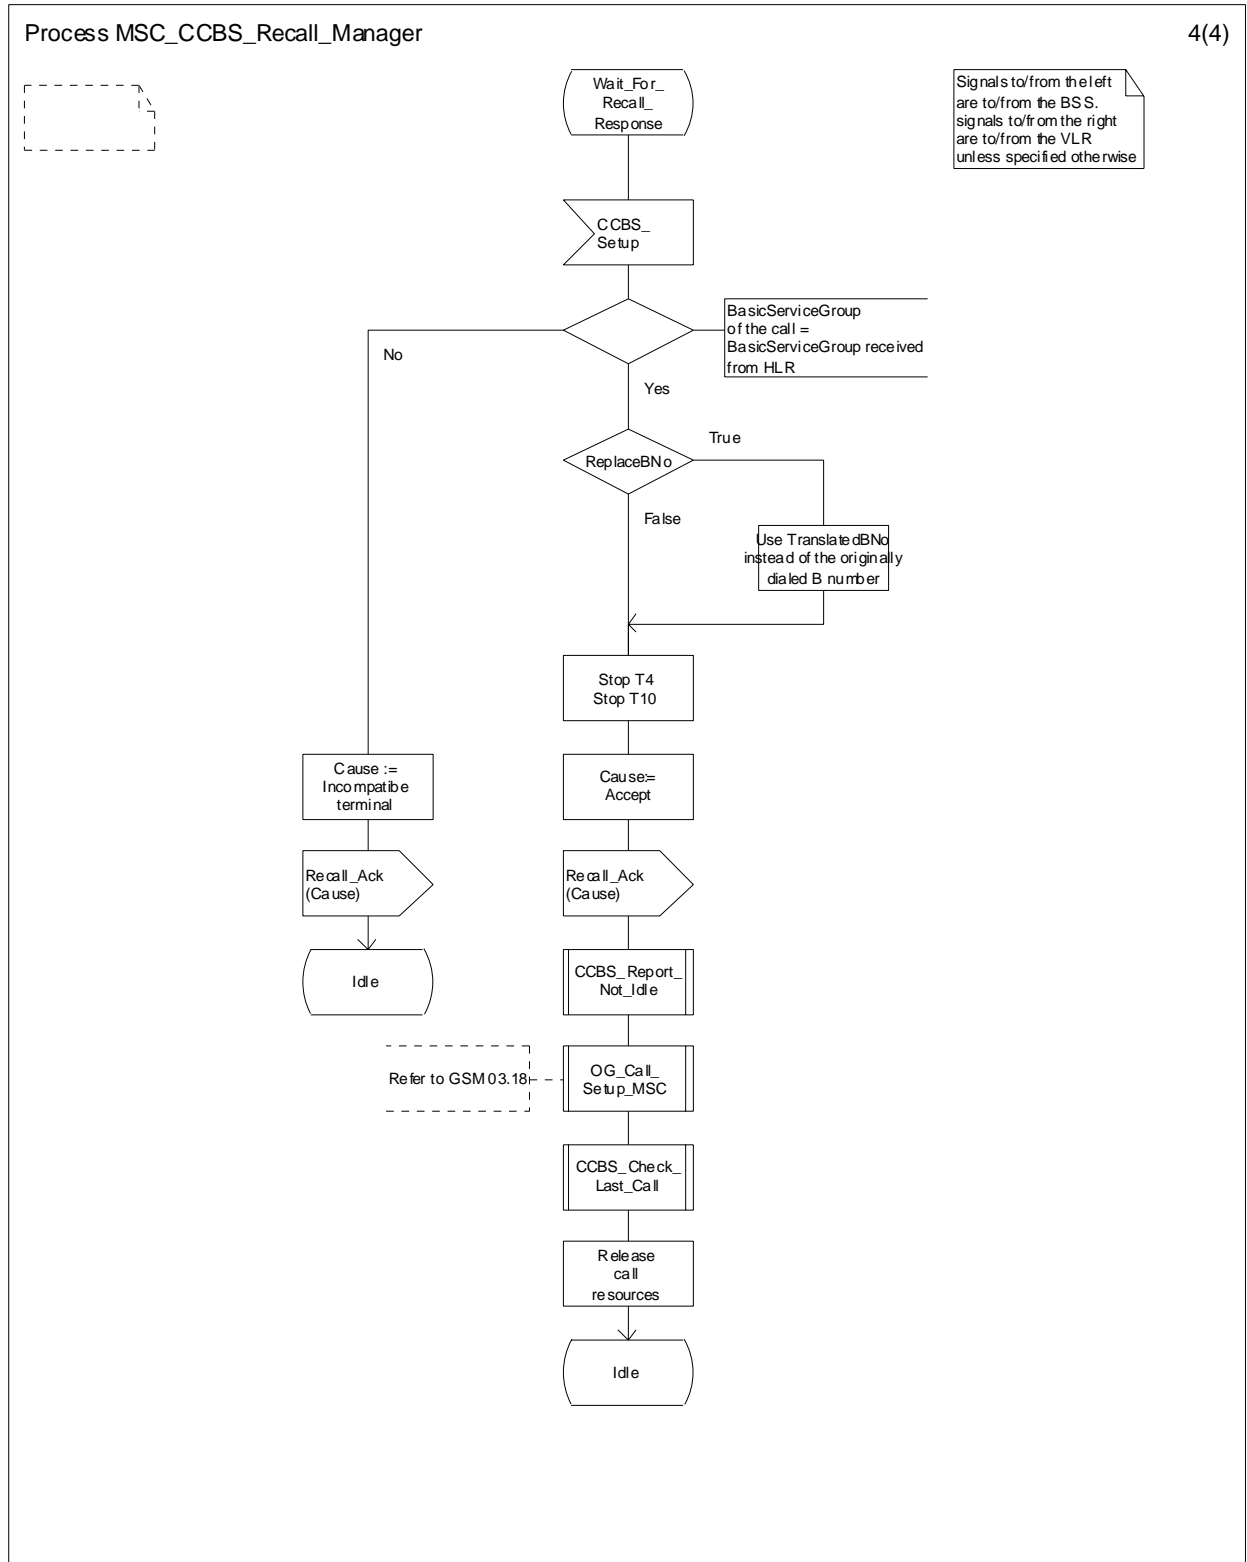 Process MSC_CCBS_Recall_Manager
4(4)
Wait_For_
Recall_
Response
Signals to/from the left
are to/from the BSS.
signals to/from the right
are to/from the VLR
unless specified otherwise
CCBS_
Setup
BasicServiceGroup
of the call =
BasicServiceGroup received
from HLR
No
Yes
True
ReplaceBNo
False
Use TranslatedBNo
instead of the originally
dialed B number
Stop T4
Stop T10
Cause :=
Incompatibe
terminal
Cause:=
Accept
Recall_Ack
(Cause)
Recall_Ack
(Cause)
Idle
CCBS_Report_
Not_Idle
Refer to GSM 03.18
OG_Call_
Setup_MSC
CCBS_Check_
Last_Call
Release
call
resources
Idle